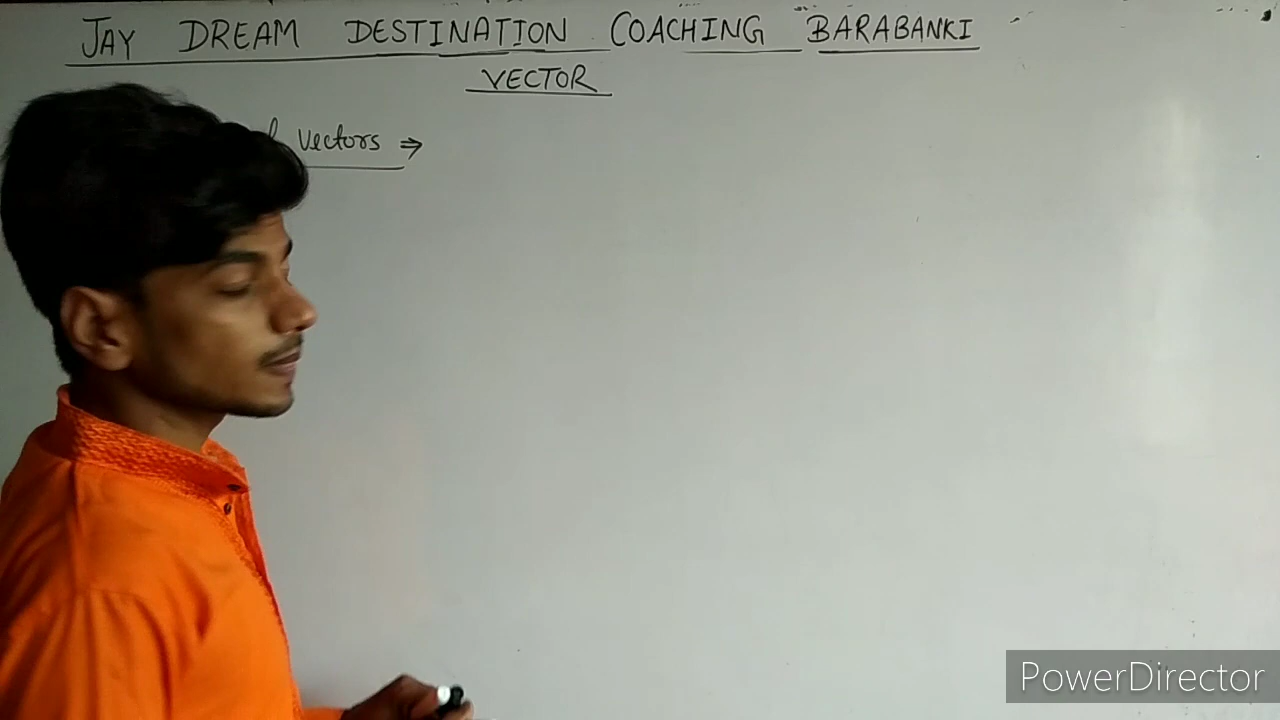 JAY DREAM DESTINATION COACHING BARABANKI
VECTOR
vectors ⇒
PowerDirector